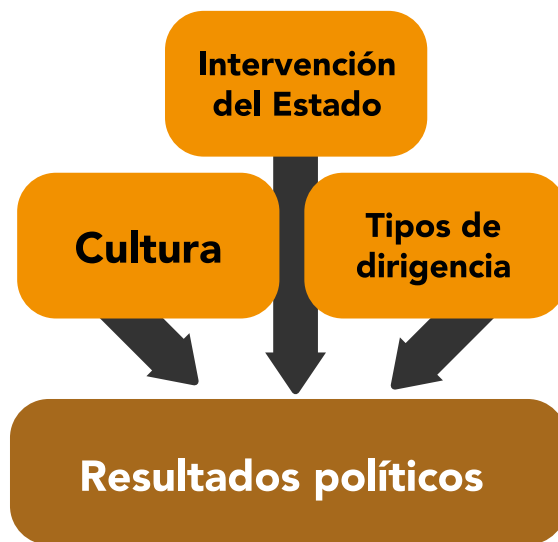 Intervención
del Estado
Cultura
Tipos de
dirigencia
Resultados políticos